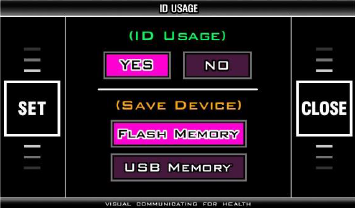 ID USAGE
(ID USAGE)
YES NO
SET CLOSE
(SAVE DEVICE)
FLASH MEMORY
USB MEMORY
VISUAL COMMUNICATING FOR HEALTH